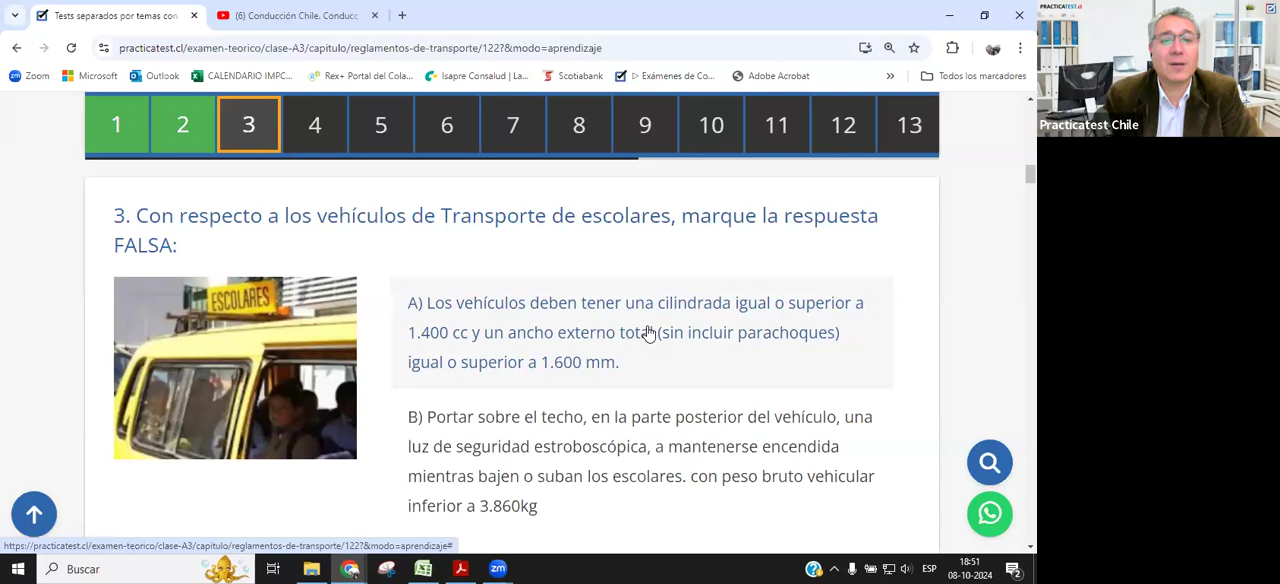 Tests separados por temas con
(6) Conducción Chile. Conducc
practicatest.cl/examen-teorico/clase-A3/capitulo/reglamentos-de-transporte/122?&modo=aprendizaje
Zoom
Microsoft
Outlook
CALENDARIO IMPC...
Rex+ Portal del Cola...
Isapre Consalud | La...
Scotiabank
Exámenes de Co...
Adobe Acrobat
Todos los marcadores
1 2 3 4 5 6 7 8 9 10 11 12 13
3. Con respecto a los vehículos de Transporte de escolares, marque la respuesta
FALSA:
ESCOLARES
A) Los vehículos deben tener una cilindrada igual o superior a
1.400 cc y un ancho externo total (sin incluir parachoques)
igual o superior a 1.600 mm.
B) Portar sobre el techo, en la parte posterior del vehículo, una
luz de seguridad estroboscópica, a mantenerse encendida
mientras bajen o suban los escolares. con peso bruto vehicular
inferior a 3.860kg
https://practicatest.cl/examen-teorico/clase-A3/capitulo/reglamentos-de-transporte/122?&modo=aprendizaje#
Buscar
ESP
18:51
08-10-2024
2
PRACTICATEST.cl
Practicatest Chile